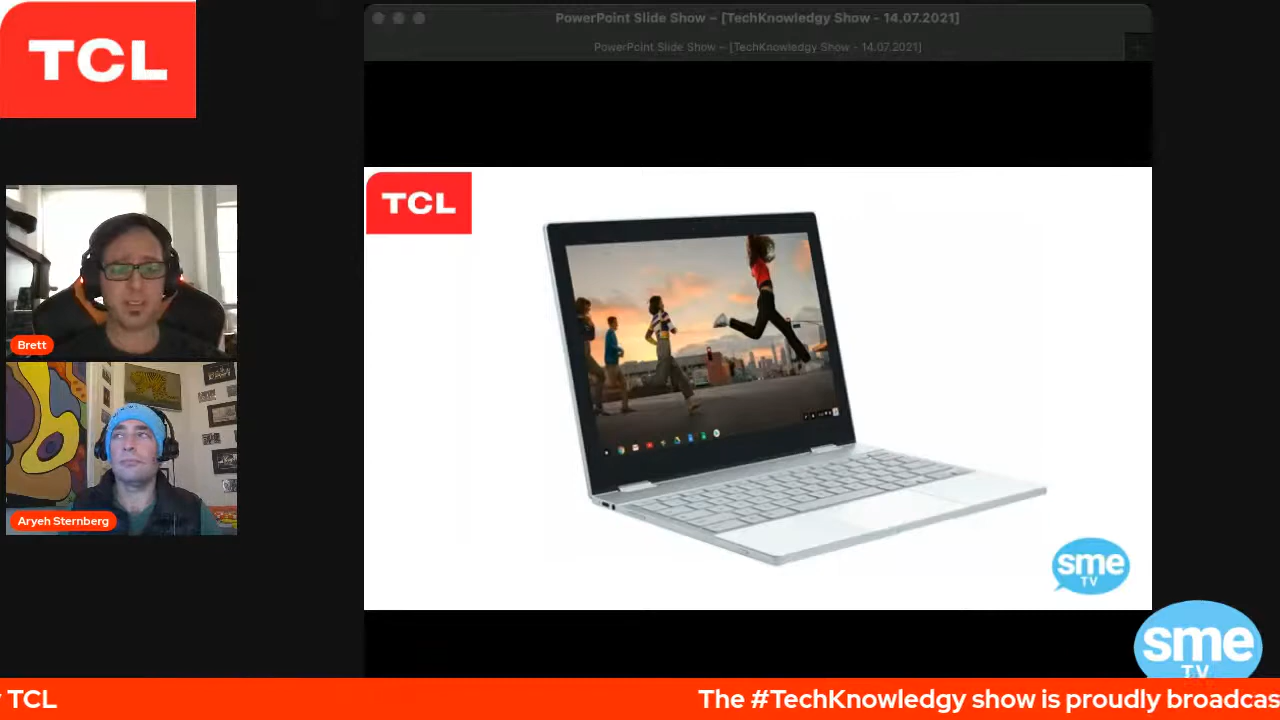 TCL
PowerPoint Slide Show – [TechKnowledgy Show - 14.07.2021]
PowerPoint Slide Show – [TechKnowledgy Show - 14.07.2021]
TCL
Brett
Aryeh Sternberg
sme
TV
sme
TV
TCL
The #TechKnowledgy show is proudly broadcas